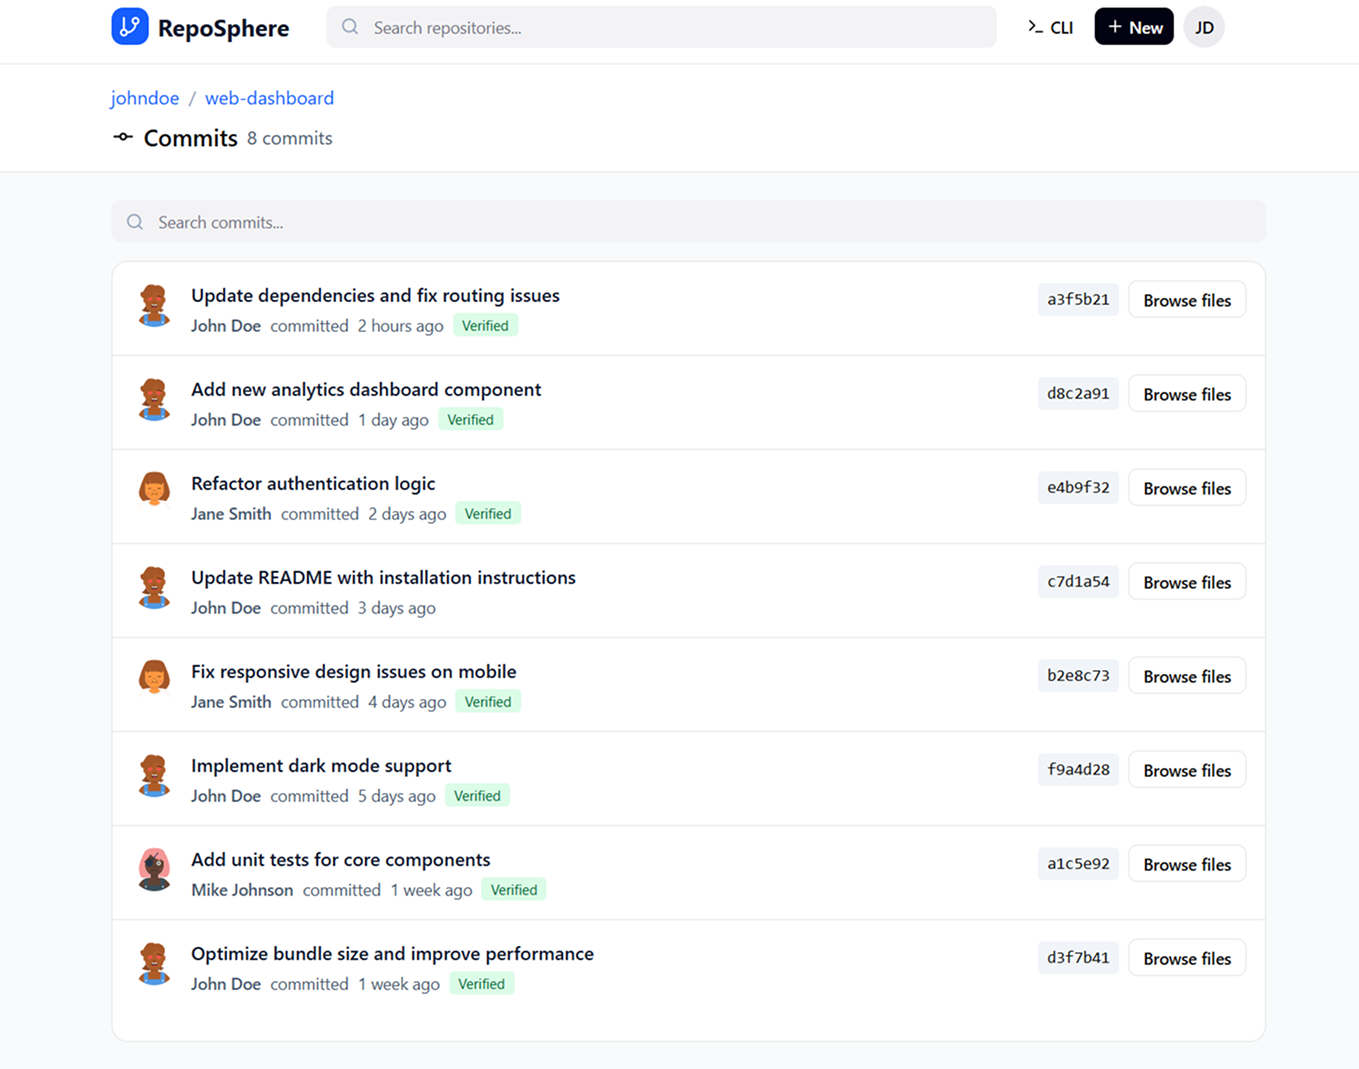 RepoSphere
Search repositories...
>_ CLI
+ New
JD
johndoe / web-dashboard
Commits 8 commits
Search commits...
Update dependencies and fix routing issues
John Doe committed 2 hours ago Verified
a3f5b21
Browse files
Add new analytics dashboard component
John Doe committed 1 day ago Verified
d8c2a91
Browse files
Refactor authentication logic
Jane Smith committed 2 days ago Verified
e4b9f32
Browse files
Update README with installation instructions
John Doe committed 3 days ago
c7d1a54
Browse files
Fix responsive design issues on mobile
Jane Smith committed 4 days ago Verified
b2e8c73
Browse files
Implement dark mode support
John Doe committed 5 days ago Verified
f9a4d28
Browse files
Add unit tests for core components
Mike Johnson committed 1 week ago Verified
a1c5e92
Browse files
Optimize bundle size and improve performance
John Doe committed 1 week ago Verified
d3f7b41
Browse files